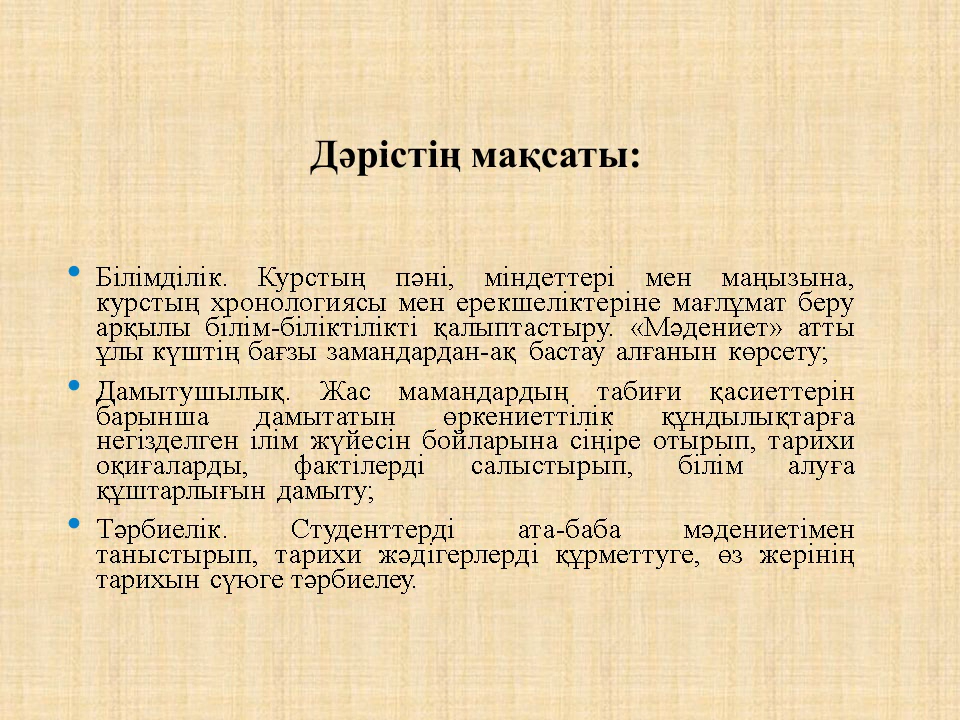 Дәрістің мақсаты:
• Білімділік. Курстың пәні, міндеттері мен маңызына,
курстың хронологиясы мен ерекшеліктеріне мағлұмат беру
арқылы білім-біліктілікті қалыптастыру. «Мәдениет» атты
ұлы күштің бағзы замандардан-ақ бастау алғанын көрсету;
• Дамытушылық. Жас мамандардың табиғи қасиеттерін
барынша дамытатын өркениеттілік құндылықтарға
негізделген ілім жүйесін бойларына сіңіре отырып, тарихи
оқиғаларды, фактілерді салыстырып, білім алуға
құштарлығын дамыту;
• Тәрбиелік. Студенттерді ата-баба мәдениетімен
таныстырып, тарихи жәдігерлерді құрметтуге, өз жерінің
тарихын сүюге тәрбиелеу.